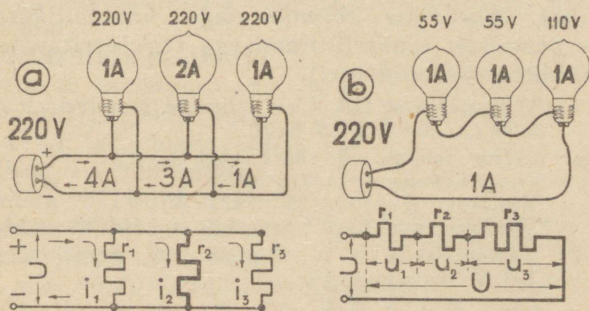 220V 220V 220V
a
1A 2A 1A
220V
+
4A 3A 1A
-
+
U
-
r₁ r₂ r₃
i₁ i₂ i₃
55V 55V 110V
b
1A 1A 1A
220V
1A
r₁ r₂ r₃
U
u₁ u₂ u₃
U